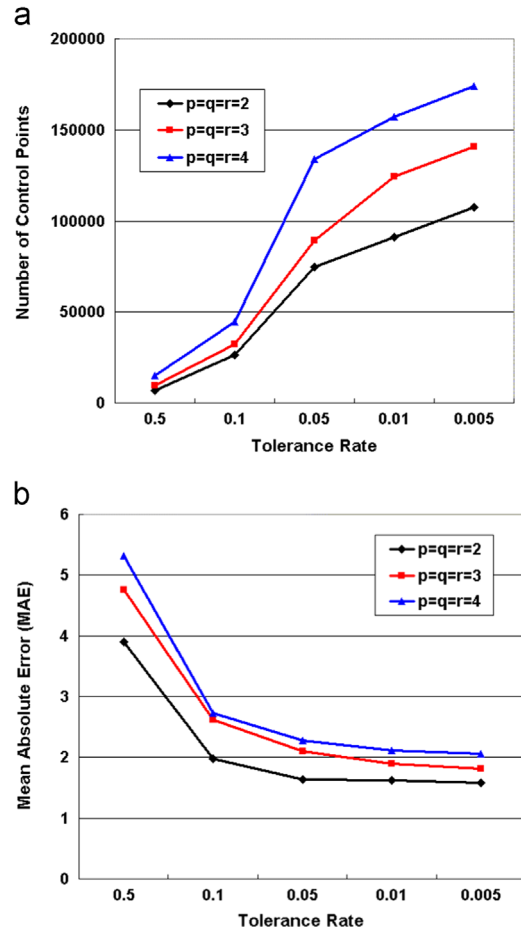 a
200000
150000
100000
50000
0
Number of Control Points
p=q=r=2
p=q=r=3
p=q=r=4
0.5 0.1 0.05 0.01 0.005
Tolerance Rate
b
6
5
4
3
2
1
0
Mean Absolute Error (MAE)
p=q=r=2
p=q=r=3
p=q=r=4
0.5 0.1 0.05 0.01 0.005
Tolerance Rate